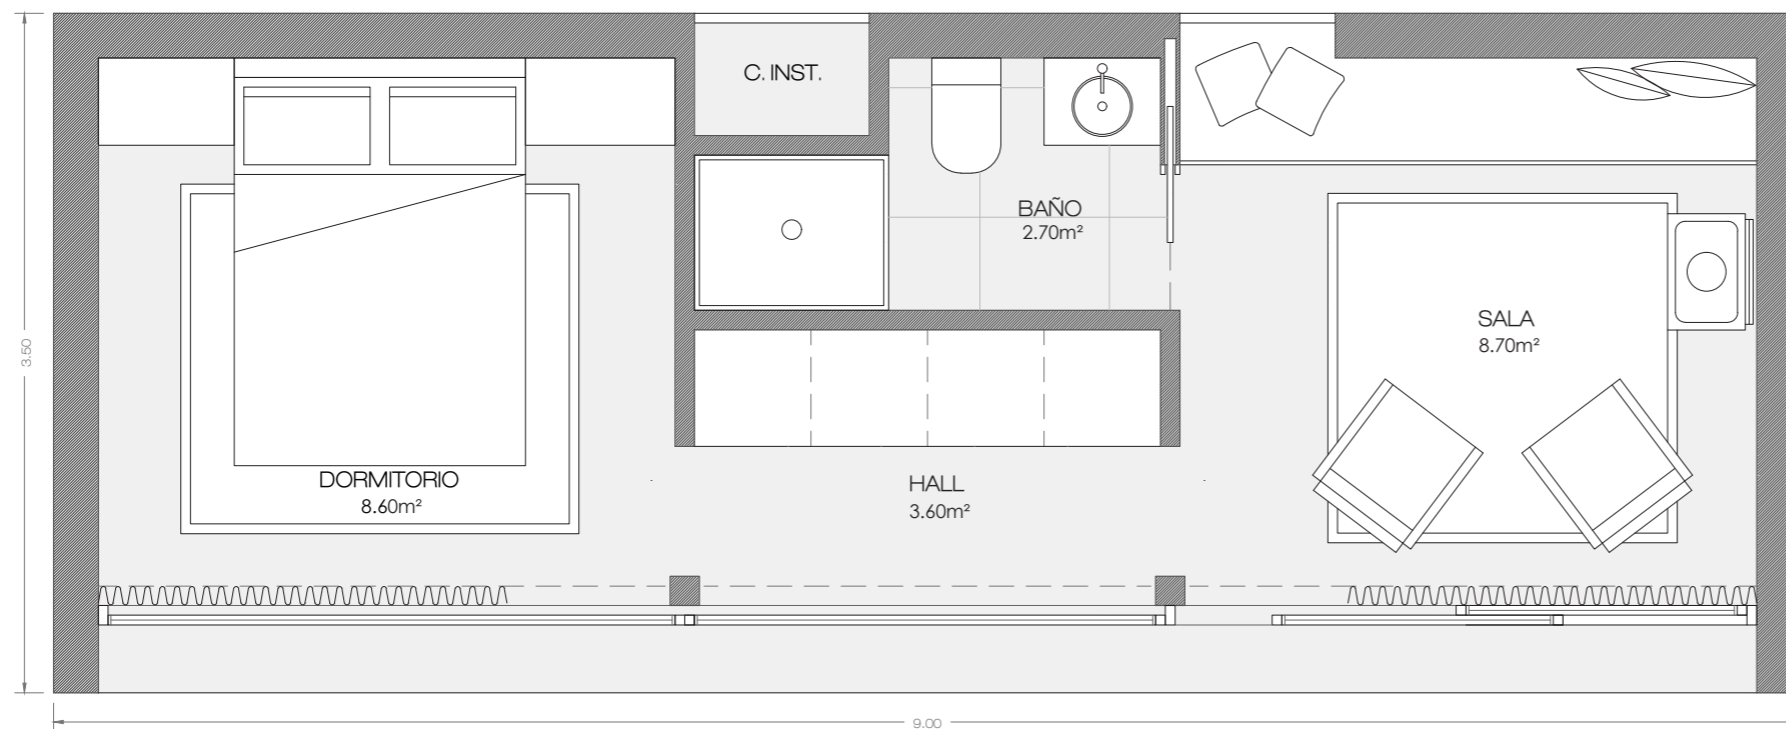 C. INST.
BAÑO
2.70m²
SALA
8.70m²
3.50
DORMITORIO
8.60m²
HALL
3.60m²
9.00